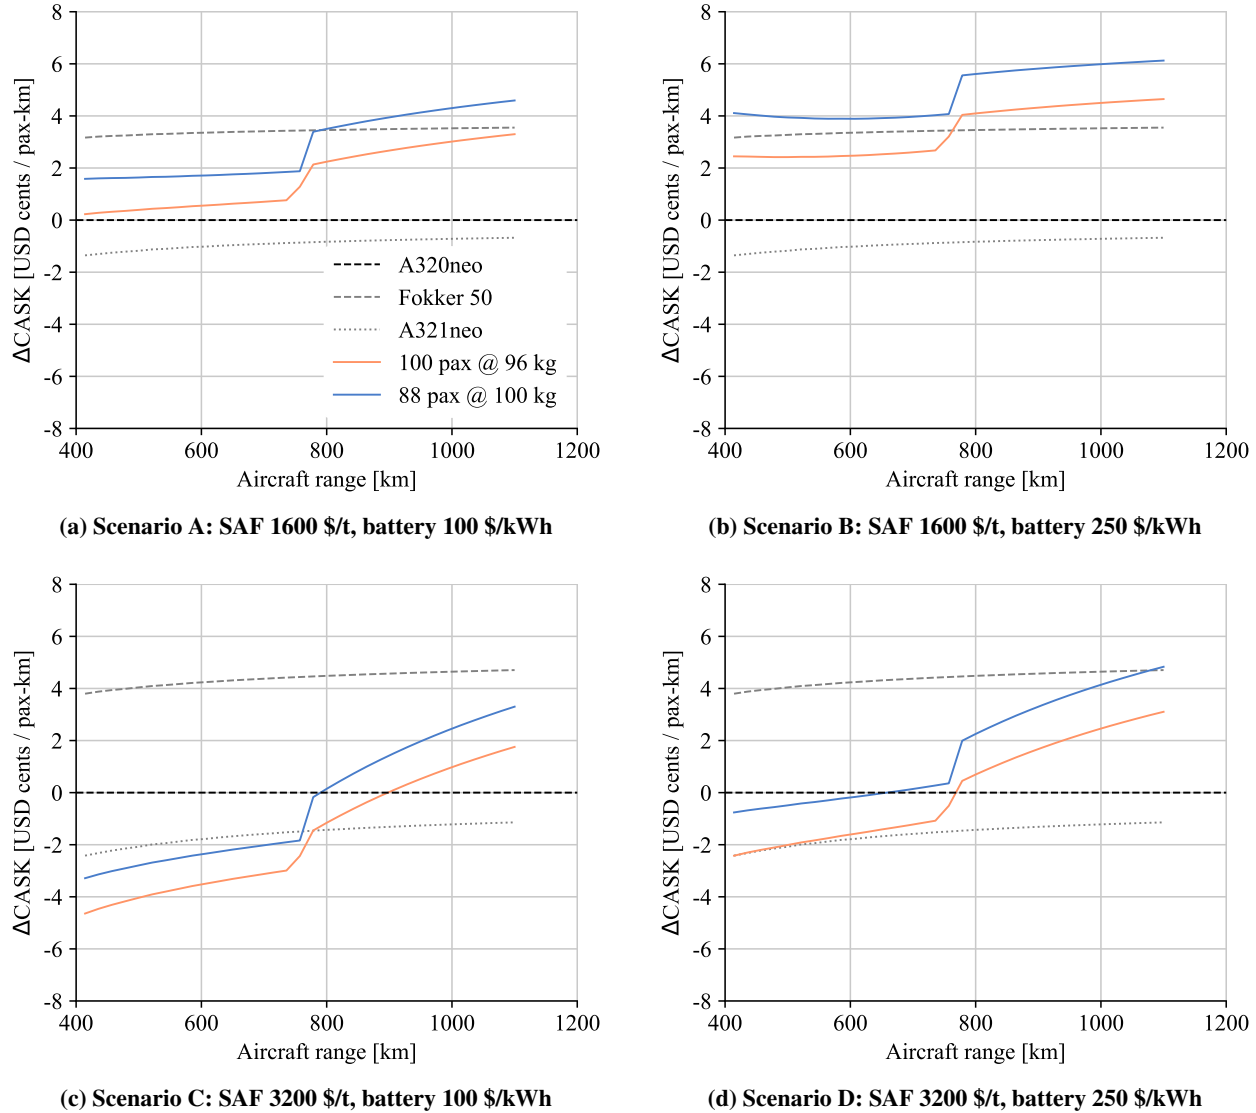 8
6
4
2
0
-2
-4
-6
-8
ΔCASK [USD cents / pax-km]
A320neo
Fokker 50
A321neo
100 pax @ 96 kg
88 pax @ 100 kg
400 600 800 1000 1200
Aircraft range [km]
(a) Scenario A: SAF 1600 $/t, battery 100 $/kWh
8
6
4
2
0
-2
-4
-6
-8
ΔCASK [USD cents / pax-km]
400 600 800 1000 1200
Aircraft range [km]
(b) Scenario B: SAF 1600 $/t, battery 250 $/kWh
8
6
4
2
0
-2
-4
-6
-8
ΔCASK [USD cents / pax-km]
400 600 800 1000 1200
Aircraft range [km]
(c) Scenario C: SAF 3200 $/t, battery 100 $/kWh
8
6
4
2
0
-2
-4
-6
-8
ΔCASK [USD cents / pax-km]
400 600 800 1000 1200
Aircraft range [km]
(d) Scenario D: SAF 3200 $/t, battery 250 $/kWh